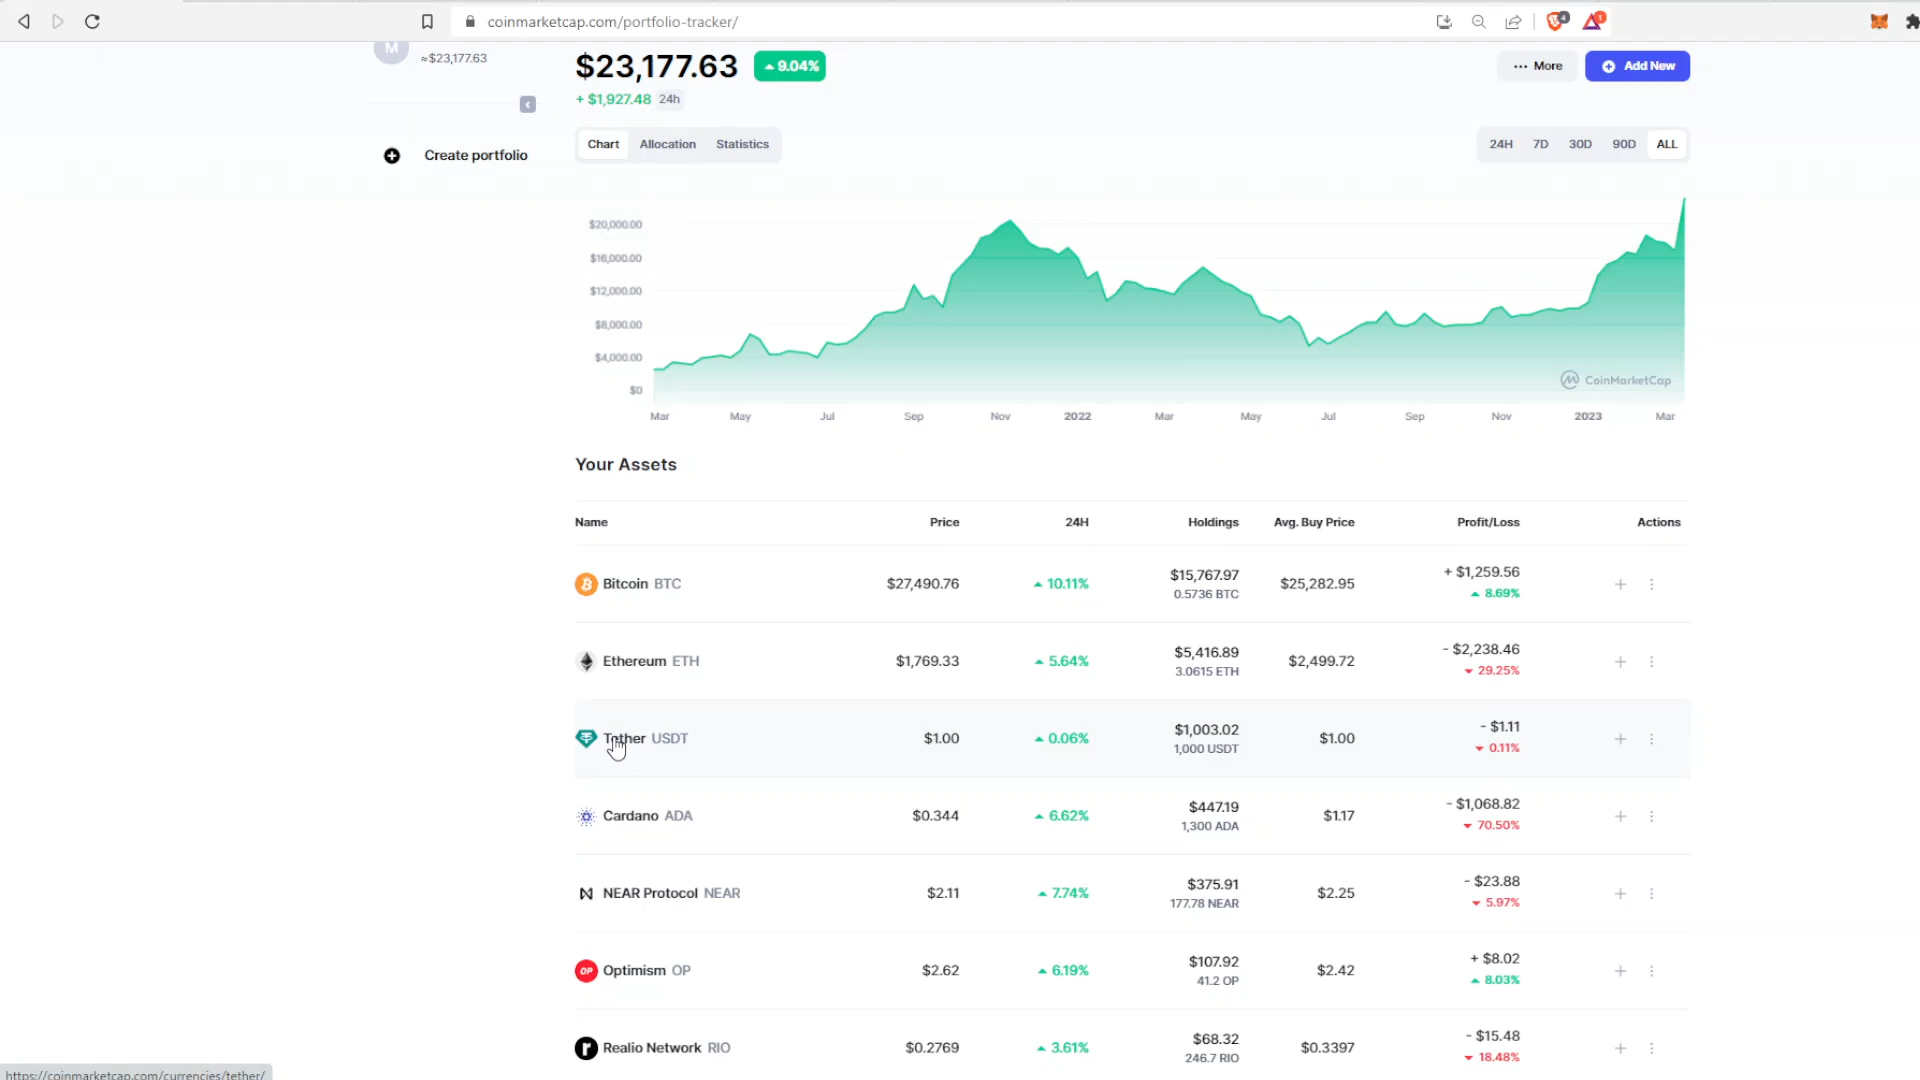 coinmarketcap.com/portfolio-tracker/
4
1
M
≈$23,177.63
$23,177.63 9.04%
More
Add New
+ $1,927.48 24h
Create portfolio
Chart Allocation Statistics
24H 7D 30D 90D ALL
$20,000.00
$16,000.00
$12,000.00
$8,000.00
$4,000.00
$0
CoinMarketCap
Mar May Jul Sep Nov 2022 Mar May Jul Sep Nov 2023 Mar
Your Assets
Name Price 24H Holdings Avg. Buy Price Profit/Loss Actions
Bitcoin BTC $27,490.76 10.11% $15,767.97 $25,282.95 + $1,259.56
0.5736 BTC 8.69%
Ethereum ETH $1,769.33 5.64% $5,416.89 $2,499.72 - $2,238.46
3.0615 ETH 29.25%
Tether USDT $1.00 0.06% $1,003.02 $1.00 - $1.11
1,000 USDT 0.11%
Cardano ADA $0.344 6.62% $447.19 $1.17 - $1,068.82
1,300 ADA 70.50%
NEAR Protocol NEAR $2.11 7.74% $375.91 $2.25 - $23.88
177.78 NEAR 5.97%
OP Optimism OP $2.62 6.19% $107.92 $2.42 + $8.02
41.2 OP 8.03%
r Realio Network RIO $0.2769 3.61% $68.32 $0.3397 - $15.48
246.7 RIO 18.48%
https://coinmarketcap.com/currencies/tether/